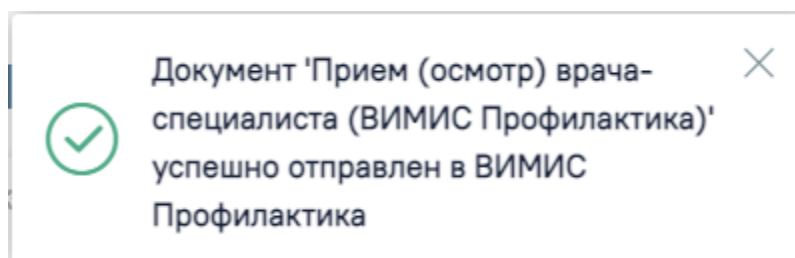 Документ 'Прием (осмотр) врача-
специалиста (ВИМИС Профилактика)'
успешно отправлен в ВИМИС
Профилактика